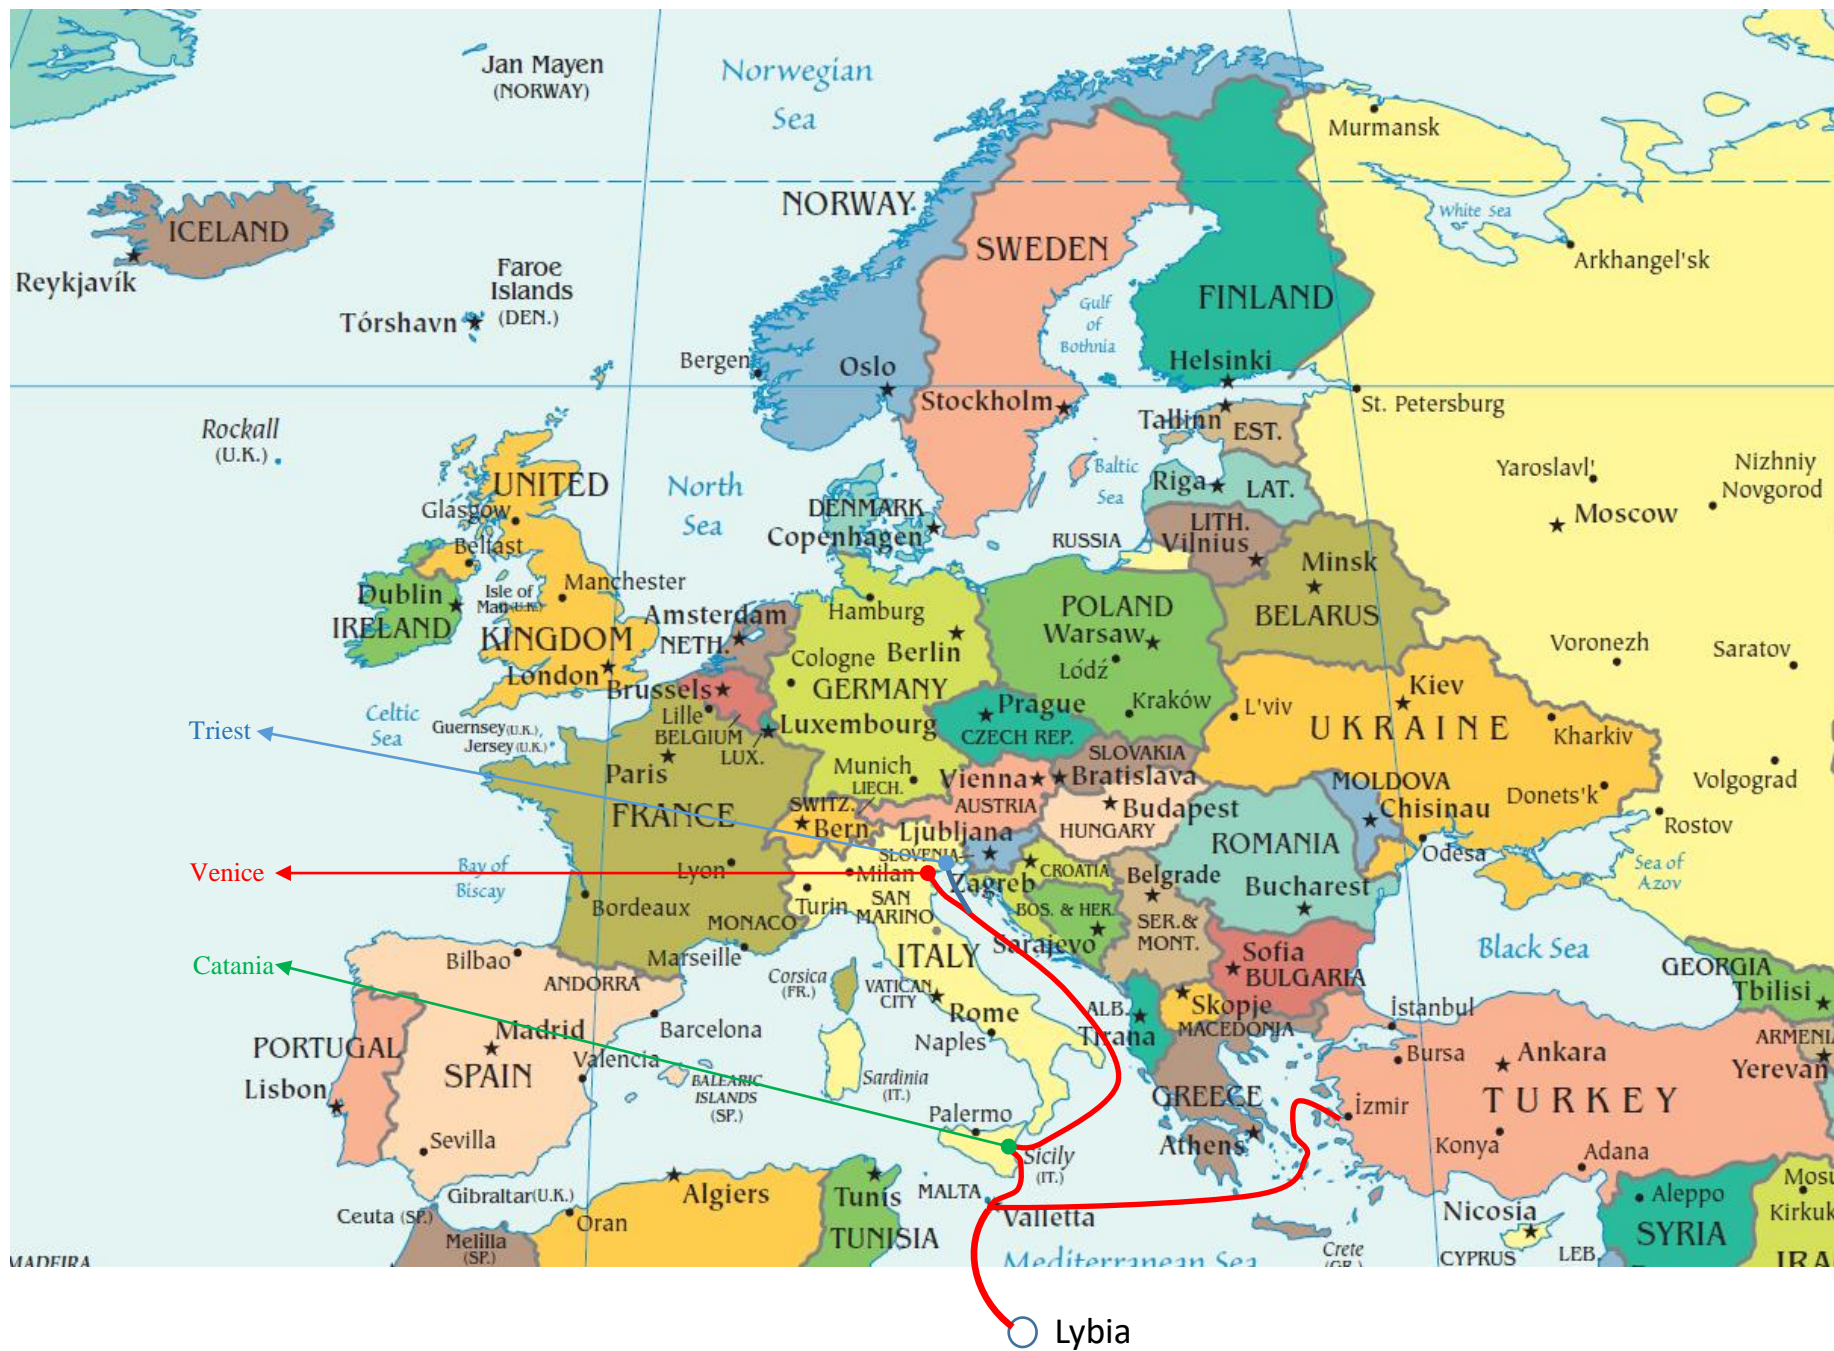 Jan Mayen
(NORWAY)
Norwegian
Sea
Murmansk
NORWAY
White Sea
ICELAND
SWEDEN
Arkhangel'sk
Reykjavík
Faroe
Islands
(DEN.)
Tórshavn
FINLAND
Gulf
of
Bothnia
Bergen
Oslo
Helsinki
Stockholm
St. Petersburg
Tallinn
EST.
Rockall
(U.K.)
Baltic
Sea
Yaroslavl'
Nizhniy
Novgorod
UNITED
North
Sea
Riga
LAT.
Glasgow
DENMARK
Copenhagen
LITH.
Vilnius
Moscow
RUSSIA
Belfast
Minsk
Manchester
Dublin
Isle of
Man (U.K.)
IRELAND
KINGDOM
Amsterdam
NETH.
Hamburg
POLAND
Warsaw
BELARUS
Voronezh
Saratov
Berlin
Cologne
Łódź
London
Brussels
GERMANY
Kiev
Lille
BELGIUM
Luxembourg
LUX.
Prague
CZECH REP.
Kraków
L'viv
UKRAINE
Kharkiv
Celtic
Sea
Guernsey (U.K.)
Jersey (U.K.)
Triest
SLOVAKIA
Paris
Munich
LIECH.
Vienna
Bratislava
MOLDOVA
Volgograd
SWITZ.
Bern
AUSTRIA
Budapest
HUNGARY
Chisinau
Donets'k
FRANCE
Ljubljana
SLOVENIA
ROMANIA
Odesa
Rostov
Sea of
Azov
Venice
Bay of
Biscay
Lyon
Milan
Zagreb
CROATIA
Belgrade
Bucharest
Turin
SAN
MARINO
BOS. & HER.
SER.&
MONT.
Bordeaux
MONACO
Marseille
Bilbao
ANDORRA
ITALY
Sarajevo
Sofia
BULGARIA
Black Sea
GEORGIA
Tbilisi
Catania
Corsica
(FR.)
VATICAN
CITY
Rome
ALB.
Skopje
MACEDONIA
Tirana
İstanbul
Madrid
Barcelona
Naples
Bursa
Ankara
ARMENIA
Yerevan
PORTUGAL
Lisbon
SPAIN
Valencia
BALEARIC
ISLANDS
(SP.)
Sardinia
(IT.)
GREECE
TURKEY
İzmir
Palermo
Athens
Konya
Adana
Sevilla
Sicily
(IT.)
Gibraltar (U.K.)
Algiers
Tunis
MALTA
Valletta
Nicosia
Aleppo
Mosu
Kirkuk
Ceuta (SP.)
Oran
Melilla
(SP.)
TUNISIA
Mediterranean Sea
Crete
(GR.)
CYPRUS
LEB.
SYRIA
IRA
MADEIRA
Lybia